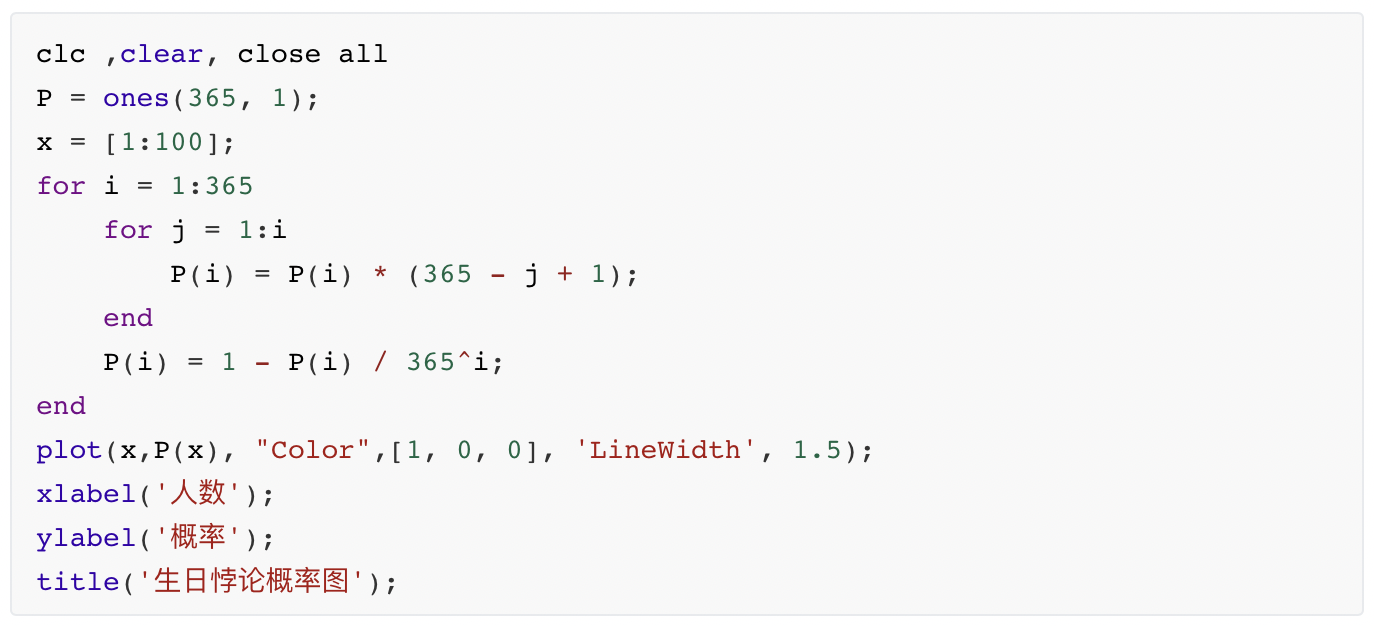 clc ,clear, close all
P = ones(365, 1);
x = [1:100];
for i = 1:365
    for j = 1:i
        P(i) = P(i) * (365 - j + 1);
    end
    P(i) = 1 - P(i) / 365^i;
end
plot(x,P(x), "Color",[1, 0, 0], 'LineWidth', 1.5);
xlabel('人数');
ylabel('概率');
title('生日悖论概率图');